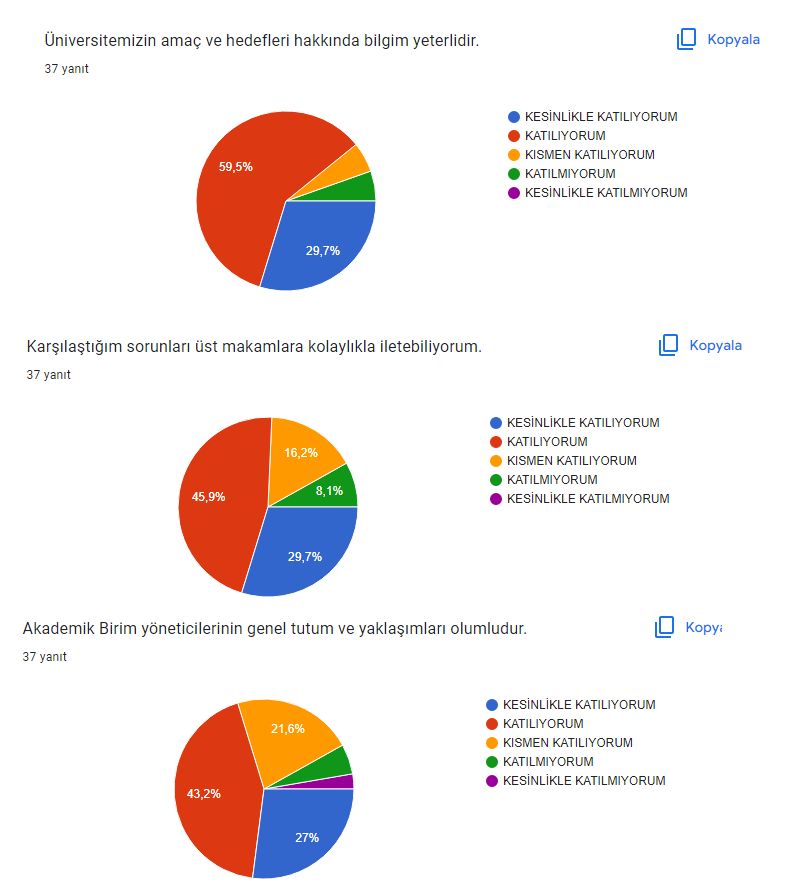 Üniversitemizin amaç ve hedefleri hakkında bilgim yeterlidir.
Kopyala
37 yanıt
59,5%
29,7%
KESİNLİKLE KATILIYORUM
KATILIYORUM
KISMEN KATILIYORUM
KATILMIYORUM
KESİNLİKLE KATILMIYORUM
Karşılaştığım sorunları üst makamlara kolaylıkla iletebiliyorum.
Kopyala
37 yanıt
16,2%
8,1%
45,9%
29,7%
KESİNLİKLE KATILIYORUM
KATILIYORUM
KISMEN KATILIYORUM
KATILMIYORUM
KESİNLİKLE KATILMIYORUM
Akademik Birim yöneticilerinin genel tutum ve yaklaşımları olumludur.
Kopya
37 yanıt
21,6%
43,2%
27%
KESİNLİKLE KATILIYORUM
KATILIYORUM
KISMEN KATILIYORUM
KATILMIYORUM
KESİNLİKLE KATILMIYORUM